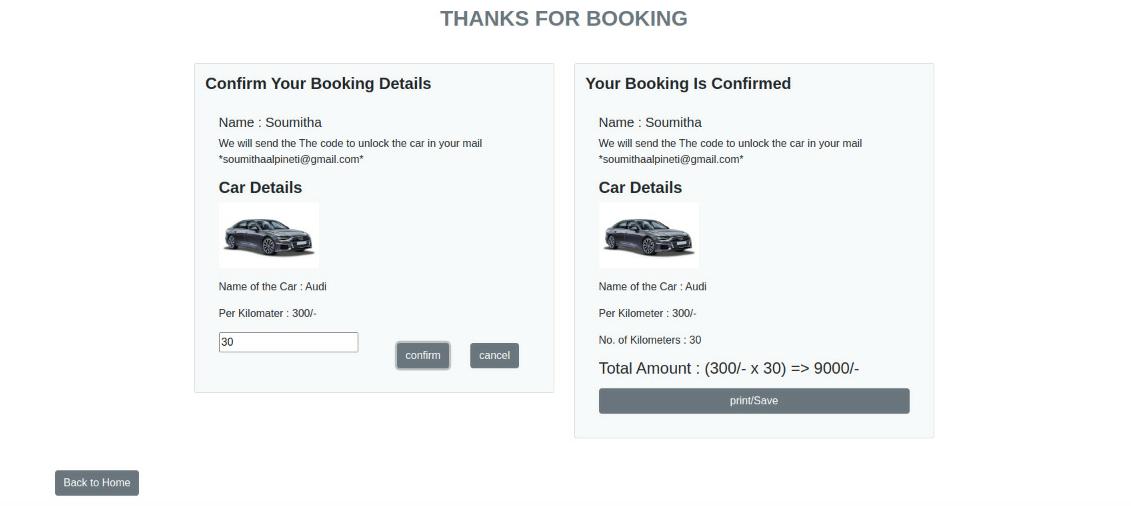 THANKS FOR BOOKING
Confirm Your Booking Details
Name : Soumitha
We will send the The code to unlock the car in your mail
*soumithaalpineti@gmail.com*
Car Details
Name of the Car : Audi
Per Kilomater : 300/-
30
confirm
cancel
Your Booking Is Confirmed
Name : Soumitha
We will send the The code to unlock the car in your mail
*soumithaalpineti@gmail.com*
Car Details
Name of the Car : Audi
Per Kilometer : 300/-
No. of Kilometers : 30
Total Amount : (300/- x 30) => 9000/-
print/Save
Back to Home